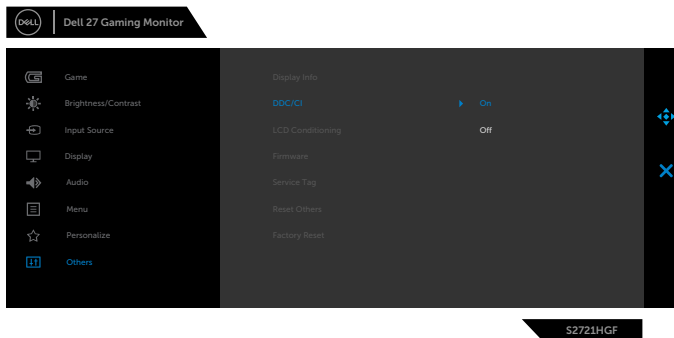 DELL
Dell 27 Gaming Monitor
Game
Display Info
Brightness/Contrast
DDC/CI
On
Input Source
LCD Conditioning
Off
Display
Firmware
Audio
Service Tag
Menu
Reset Others
Personalize
Factory Reset
Others
S2721HGF